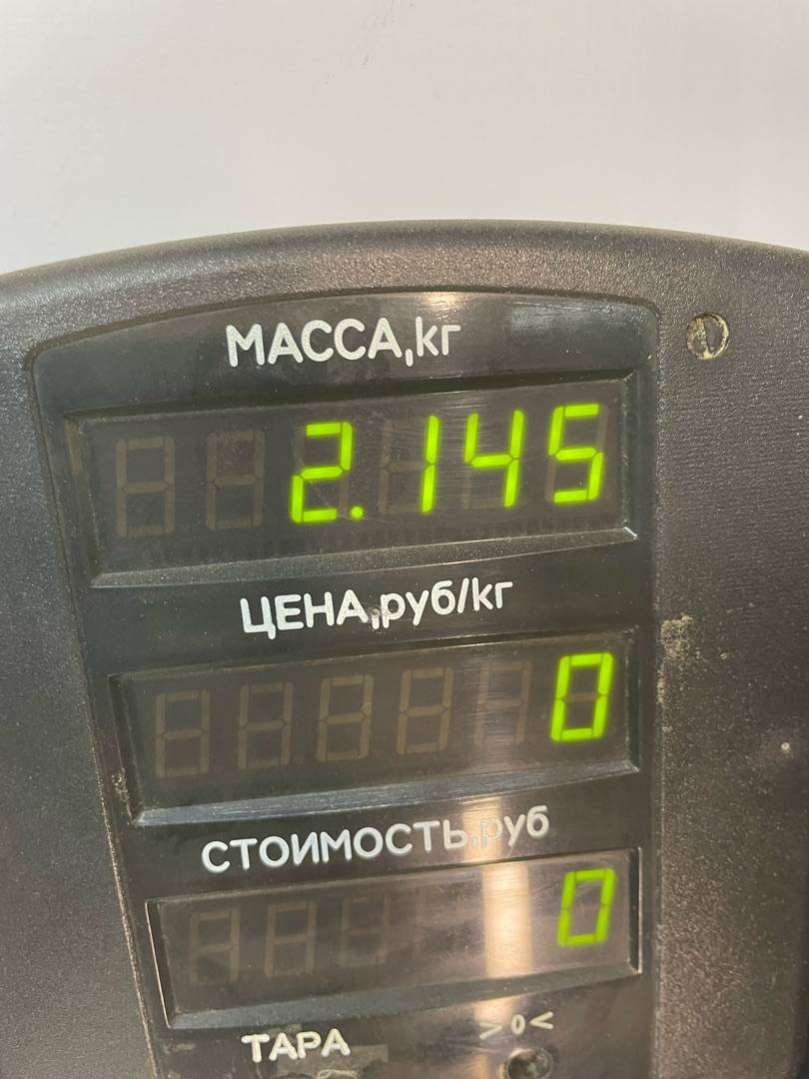 МАССА,кг
2.145
ЦЕНА,руб/кг
0
СТОИМОСТЬ,руб
0
>0<
ТАРА